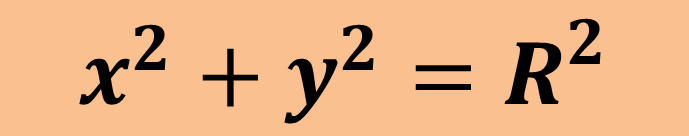 x² + y² = R²